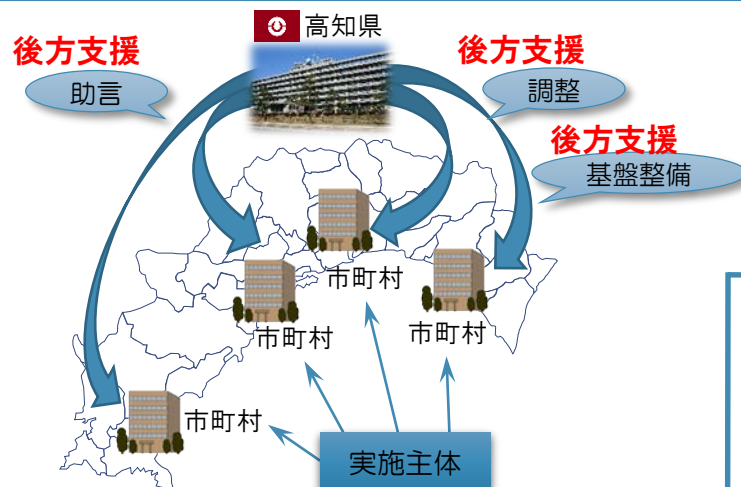 高知県
後方支援
助言
後方支援
調整
後方支援
基盤整備
市町村
市町村
市町村
市町村
実施主体